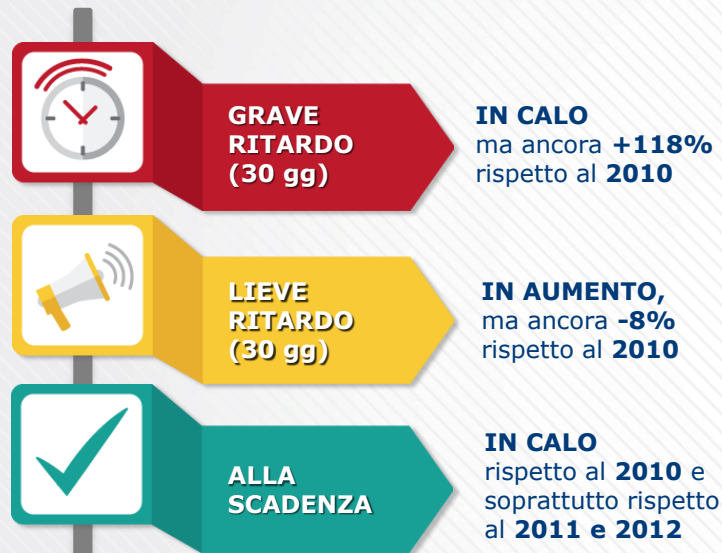 GRAVE
RITARDO
(30 gg)
IN CALO
ma ancora +118%
rispetto al 2010
LIEVE
RITARDO
(30 gg)
IN AUMENTO,
ma ancora -8%
rispetto al 2010
ALLA
SCADENZA
IN CALO
rispetto al 2010 e
soprattutto rispetto
al 2011 e 2012